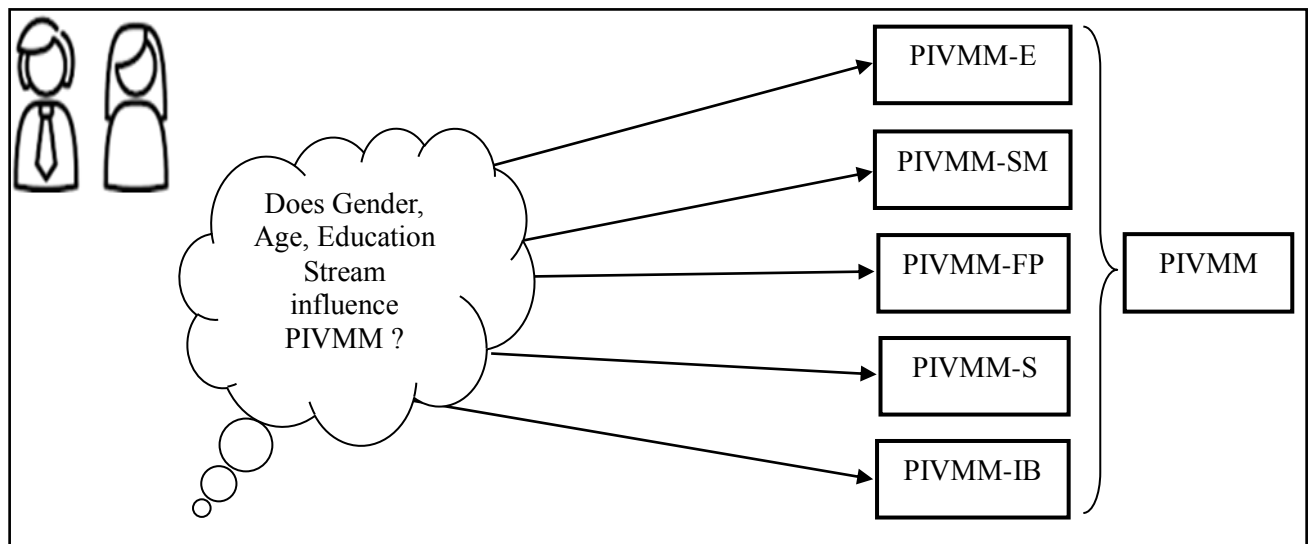 Does Gender,
Age, Education
Stream
influence
PIVMM ?
PIVMM-E
PIVMM-SM
PIVMM-FP
PIVMM-S
PIVMM-IB
PIVMM